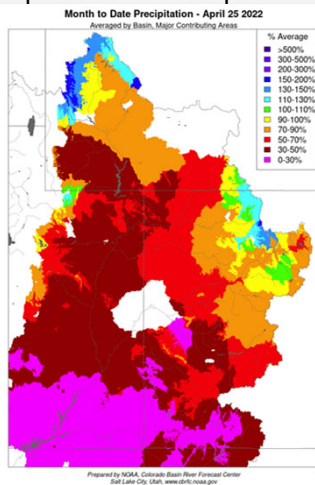 Month to Date Precipitation - April 25 2022
Averaged by Basin, Major Contributing Areas
% Average
>500%
300-500%
200-300%
150-200%
130-150%
110-130%
100-110%
90-100%
70-90%
50-70%
30-50%
0-30%
Prepared by NOAA, Colorado Basin River Forecast Center
Salt Lake City, Utah, www.cbrfc.noaa.gov